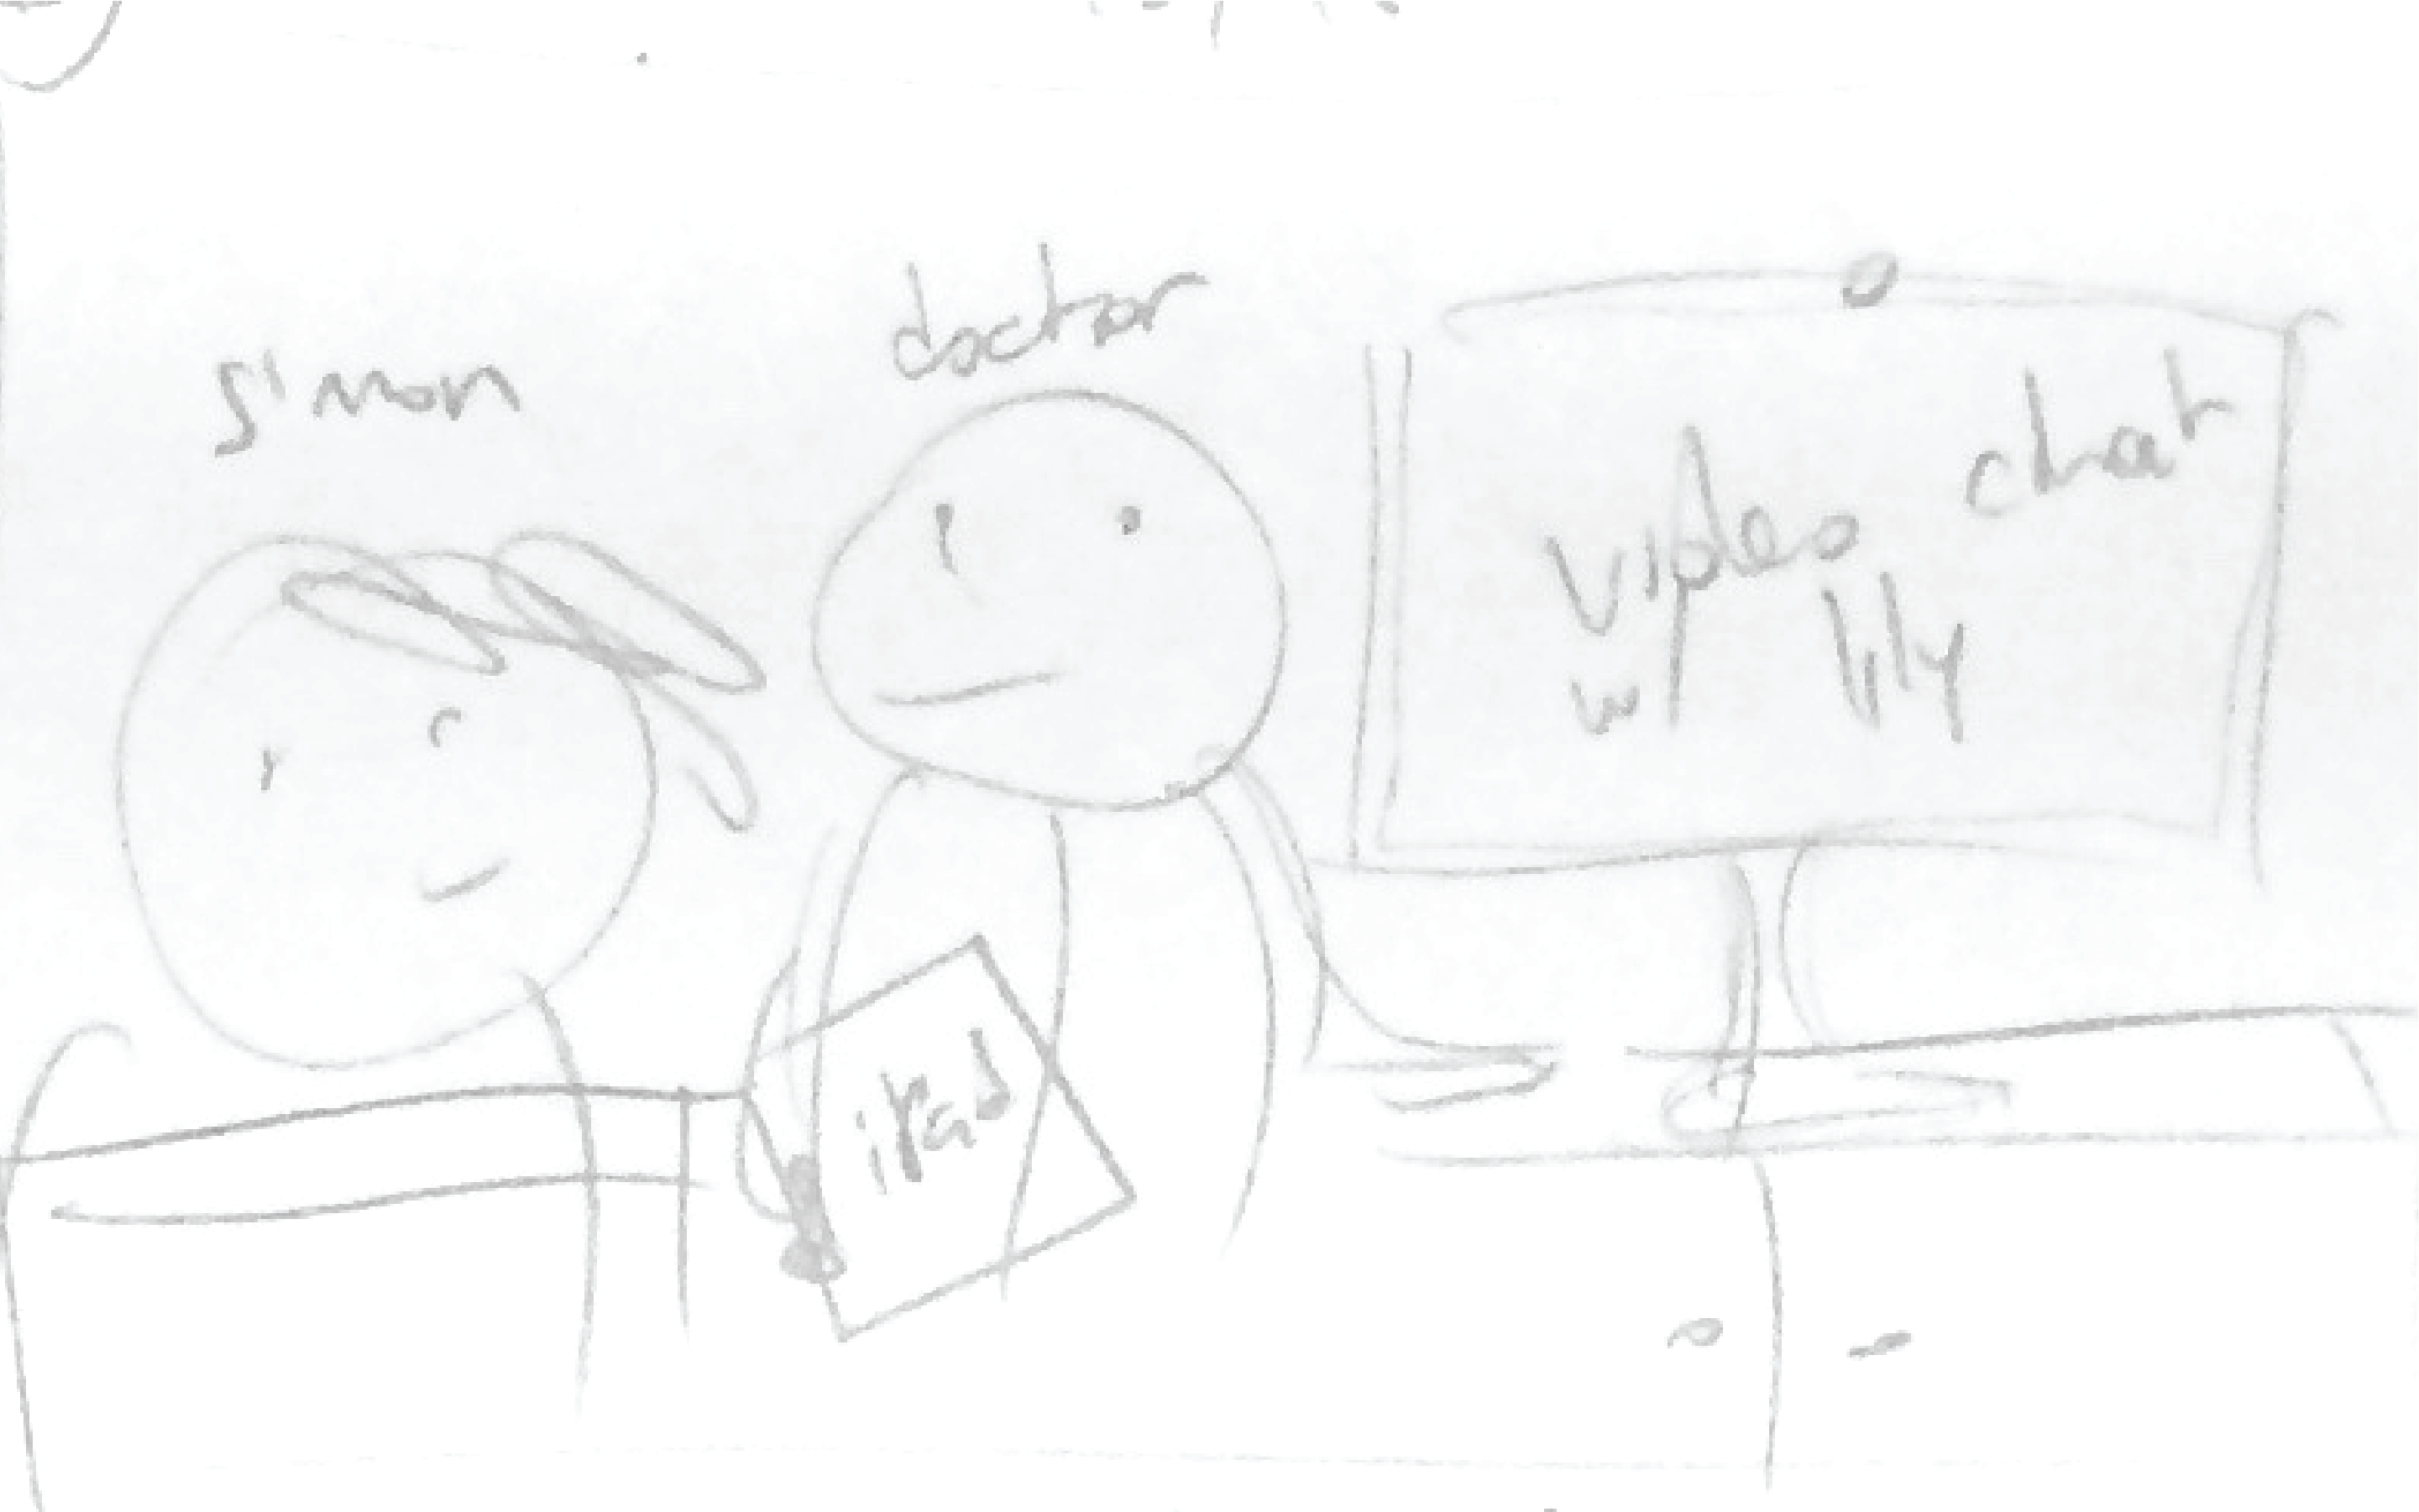 simon
doctor
video chat
w/ lily
iPad